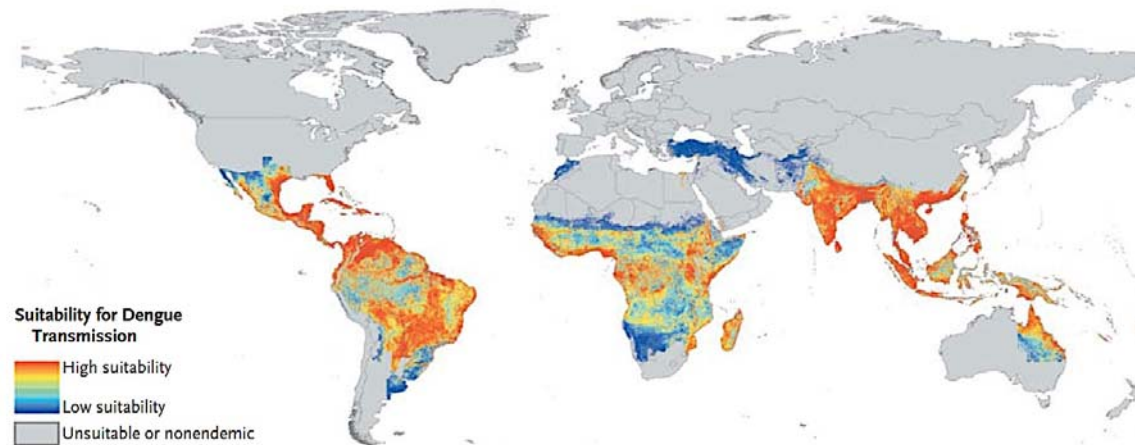 Suitability for Dengue
Transmission
High suitability
Low suitability
Unsuitable or nonendemic